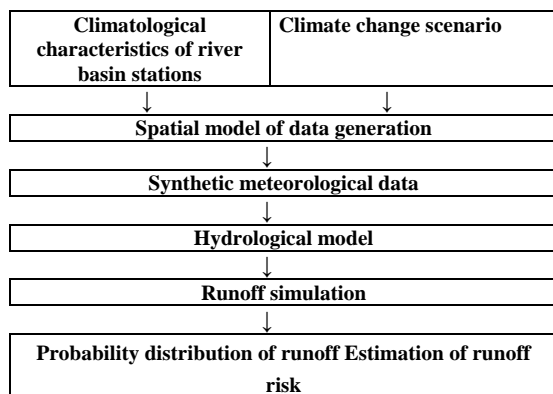 Climatological
characteristics of river
basin stations
Climate change scenario
↓ ↓
Spatial model of data generation
↓
Synthetic meteorological data
↓
Hydrological model
↓
Runoff simulation
↓
Probability distribution of runoff Estimation of runoff
risk